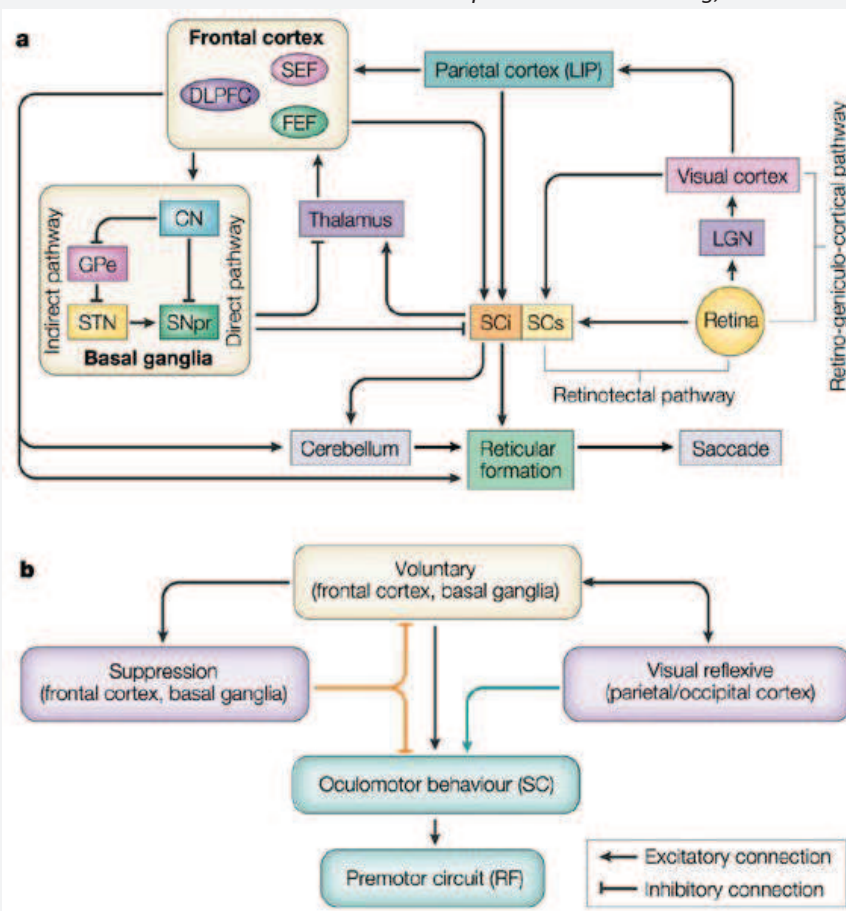 a
Frontal cortex
SEF
DLPFC
FEF
Parietal cortex (LIP)
Visual cortex
LGN
Retina
Retino-geniculo-cortical pathway
Thalamus
CN
GPe
STN
SNpr
Indirect pathway
Direct pathway
Basal ganglia
SCi
SCs
Retinotectal pathway
Cerebellum
Reticular
formation
Saccade
b
Voluntary
(frontal cortex, basal ganglia)
Suppression
(frontal cortex, basal ganglia)
Visual reflexive
(parietal/occipital cortex)
Oculomotor behaviour (SC)
Premotor circuit (RF)
Excitatory connection
Inhibitory connection